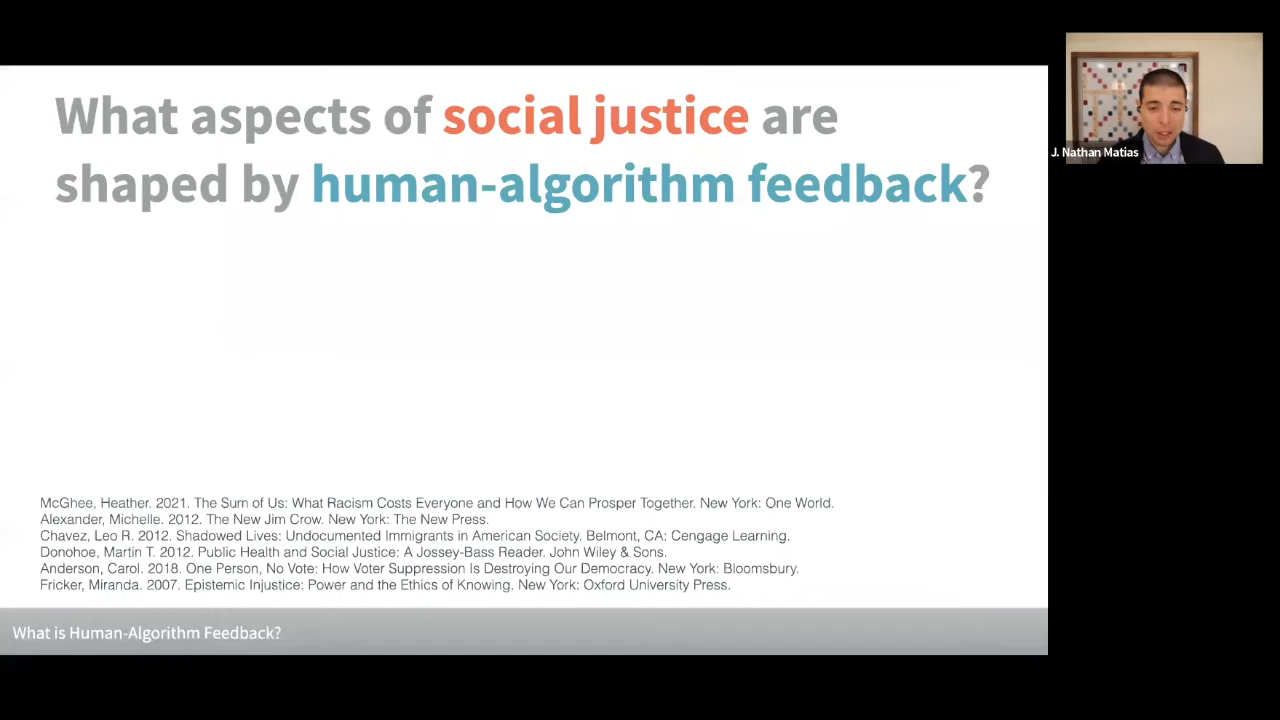 What aspects of social justice are
shaped by human-algorithm feedback?
J. Nathan Matias
McGhee, Heather. 2021. The Sum of Us: What Racism Costs Everyone and How We Can Prosper Together. New York: One World.
Alexander, Michelle. 2012. The New Jim Crow. New York: The New Press.
Chavez, Leo R. 2012. Shadowed Lives: Undocumented Immigrants in American Society. Belmont, CA: Cengage Learning.
Donohoe, Martin T. 2012. Public Health and Social Justice: A Jossey-Bass Reader. John Wiley & Sons.
Anderson, Carol. 2018. One Person, No Vote: How Voter Suppression Is Destroying Our Democracy. New York: Bloomsbury.
Fricker, Miranda. 2007. Epistemic Injustice: Power and the Ethics of Knowing. New York: Oxford University Press.
What is Human-Algorithm Feedback?